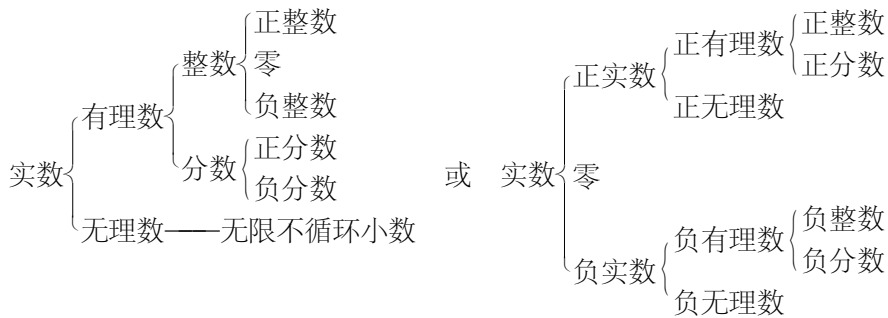 实数
有理数
整数
正整数
零
负整数
分数
正分数
负分数
无理数——无限不循环小数
或
实数
正实数
正有理数
正整数
正分数
正无理数
零
负实数
负有理数
负整数
负分数
负无理数